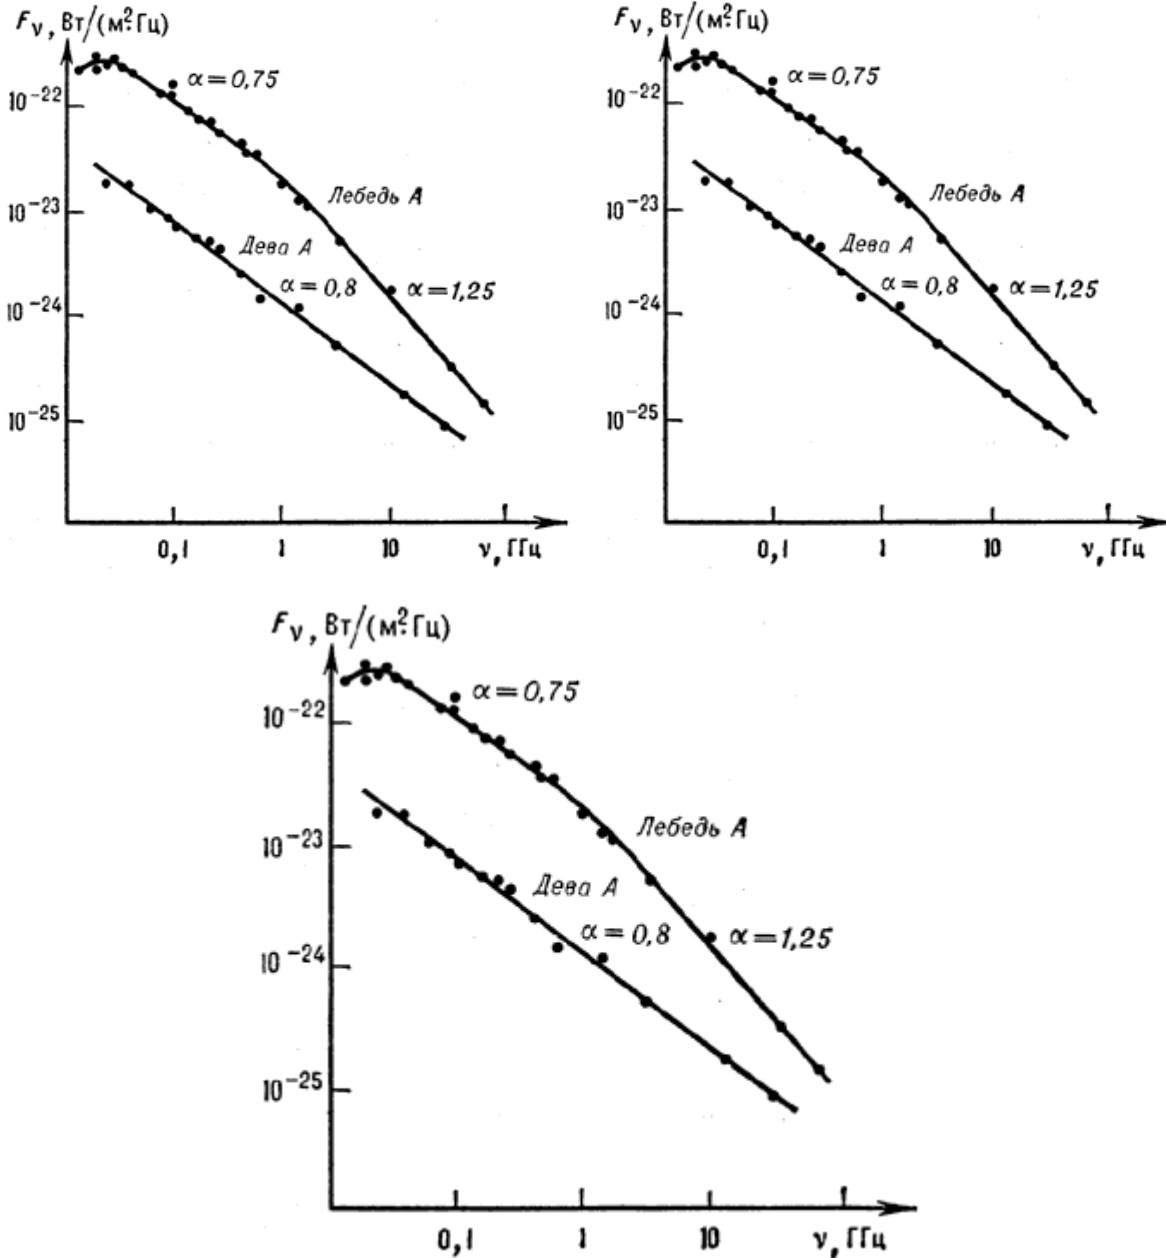 Fν, Вт/(м²·Гц)
α=0,75
10⁻²²
Лебедь А
10⁻²³
Дева А
α=0,8
α=1,25
10⁻²⁴
10⁻²⁵
0,1 1 10 ν, ГГц
Fν, Вт/(м²·Гц)
α=0,75
10⁻²²
Лебедь А
10⁻²³
Дева А
α=0,8
α=1,25
10⁻²⁴
10⁻²⁵
0,1 1 10 ν, ГГц
Fν, Вт/(м²·Гц)
α=0,75
10⁻²²
Лебедь А
10⁻²³
Дева А
α=0,8
α=1,25
10⁻²⁴
10⁻²⁵
0,1 1 10 ν, ГГц